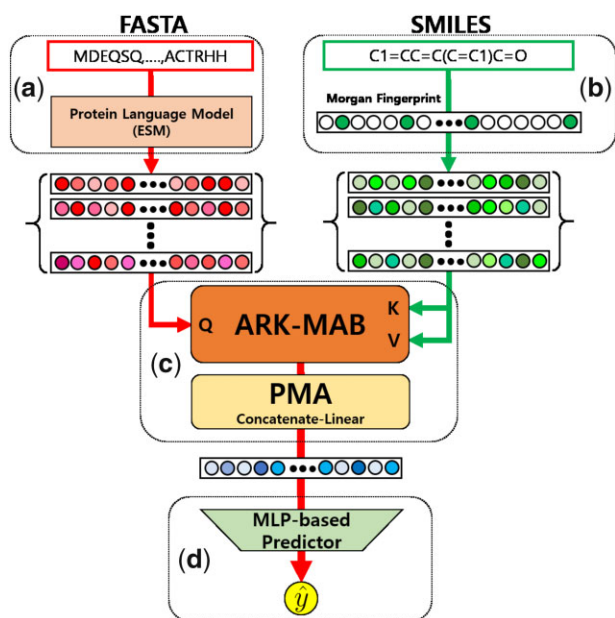 FASTA
SMILES
MDEQSQ,....,ACTRHH
C1=CC=C(C=C1)C=O
(a)
(b)
Protein Language Model
(ESM)
Morgan Fingerprint
Q
ARK-MAB
K
V
(c)
PMA
Concatenate-Linear
MLP-based
Predictor
(d)
ŷ